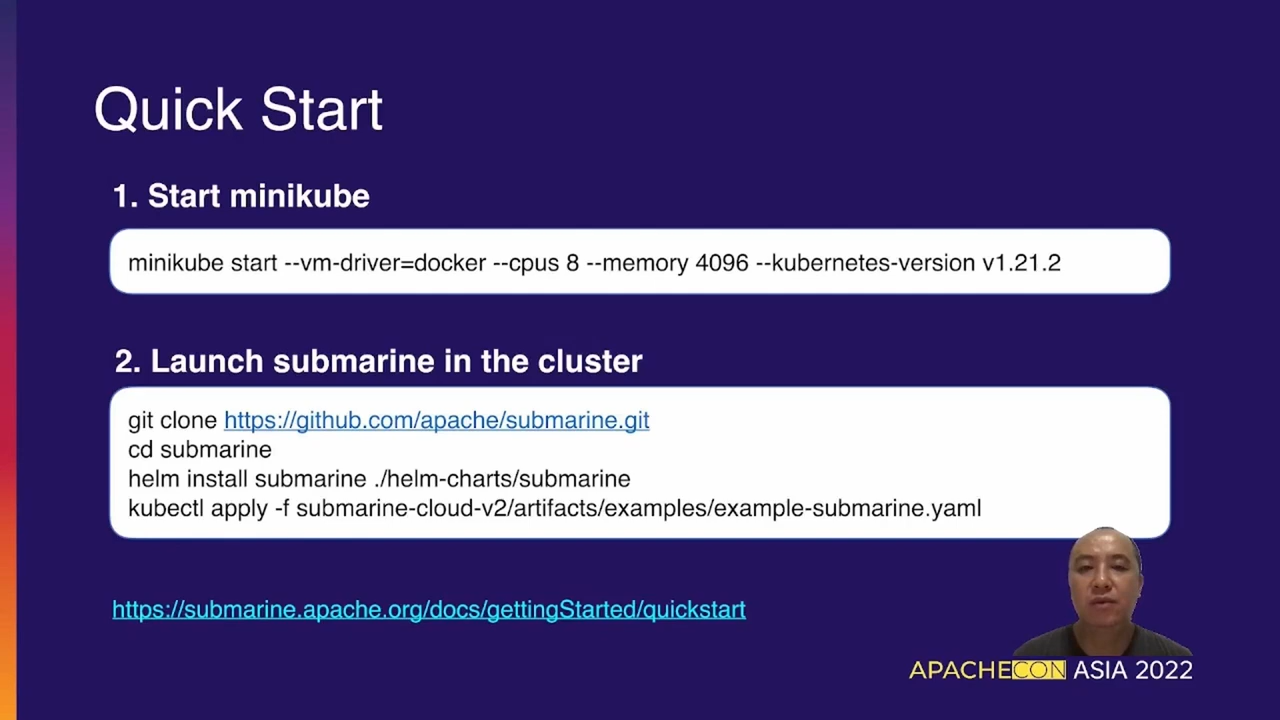 Quick Start
1. Start minikube
minikube start --vm-driver=docker --cpus 8 --memory 4096 --kubernetes-version v1.21.2
2. Launch submarine in the cluster
git clone https://github.com/apache/submarine.git
cd submarine
helm install submarine ./helm-charts/submarine
kubectl apply -f submarine-cloud-v2/artifacts/examples/example-submarine.yaml
https://submarine.apache.org/docs/gettingStarted/quickstart
APACHECON ASIA 2022